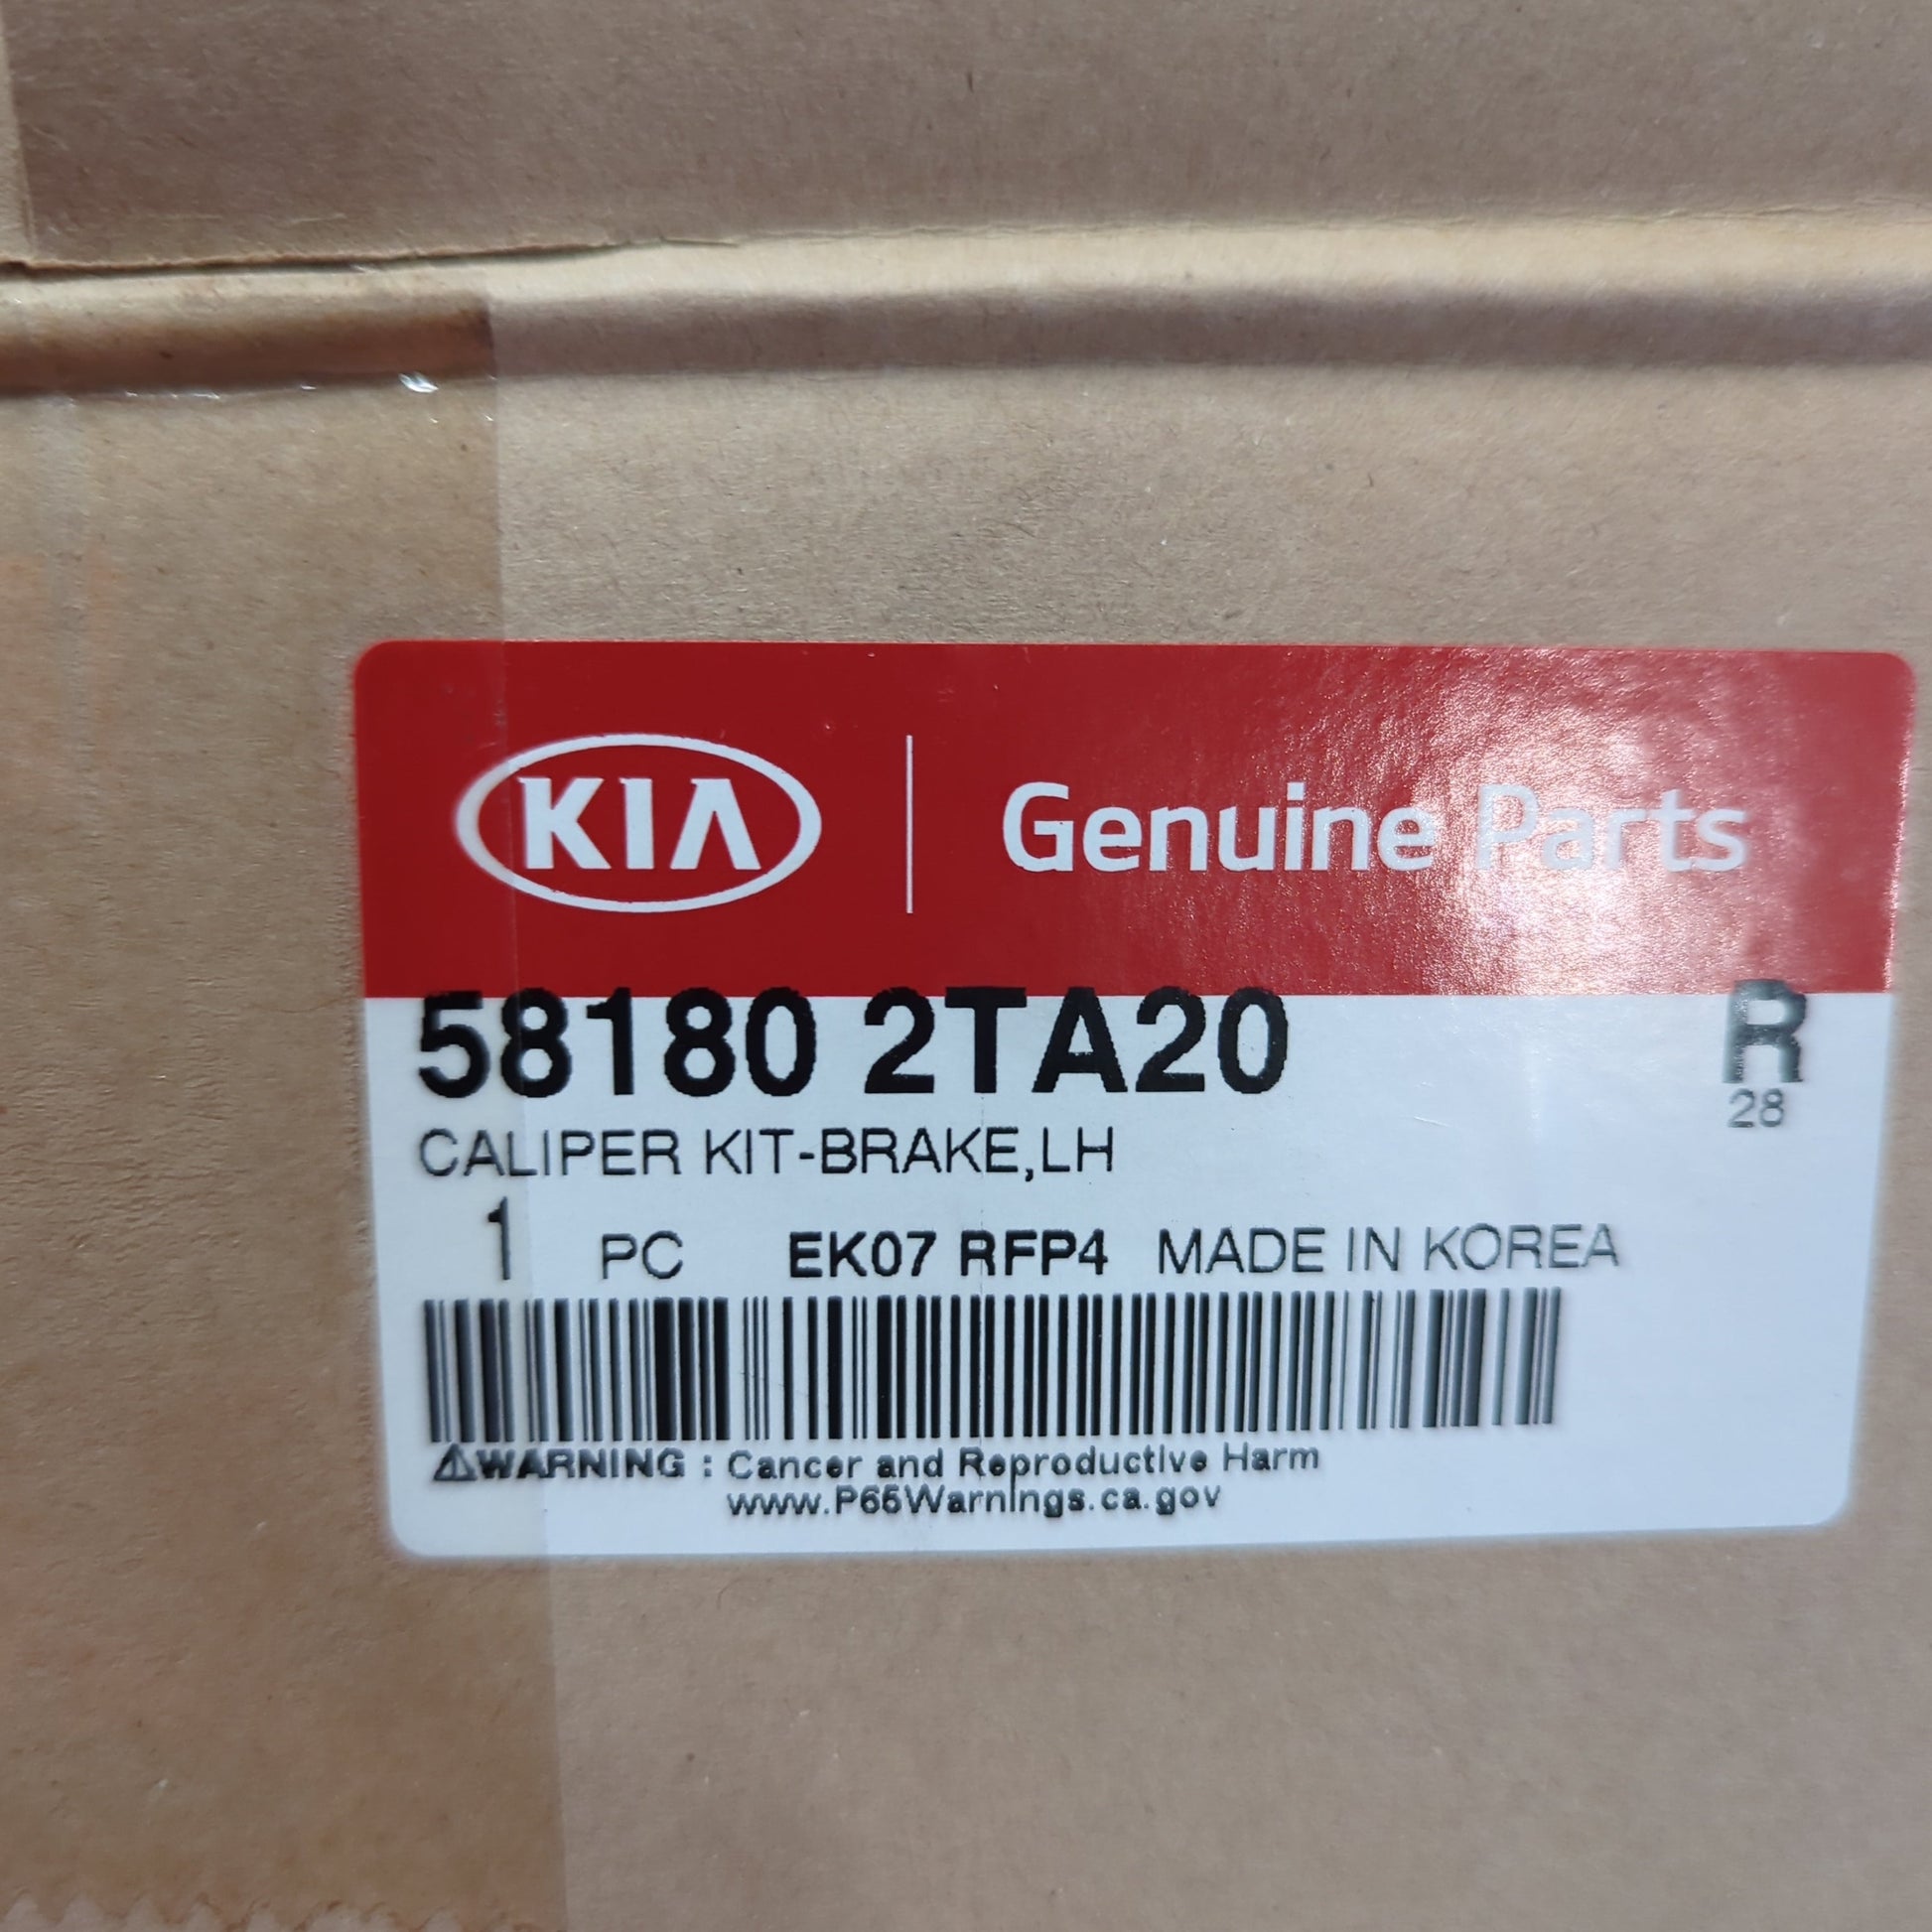 KIA Genuine Parts
58180 2TA20 R
28
CALIPER KIT-BRAKE,LH
1 PC EK07 RFP4 MADE IN KOREA
⚠WARNING : Cancer and Reproductive Harm
www.P65Warnings.ca.gov